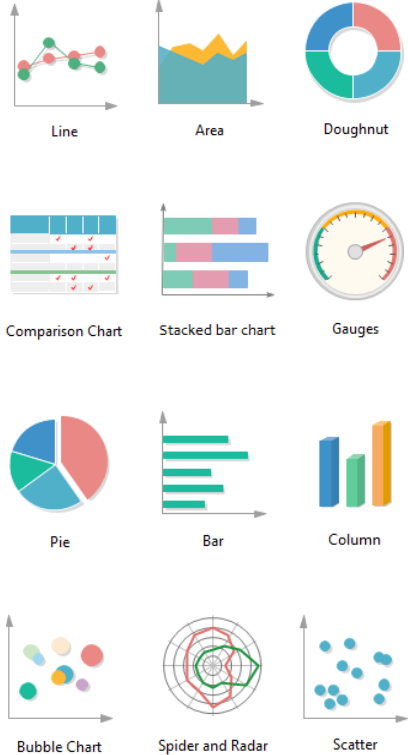 Line
Area
Doughnut
Comparison Chart
Stacked bar chart
Gauges
Pie
Bar
Column
Bubble Chart
Spider and Radar
Scatter